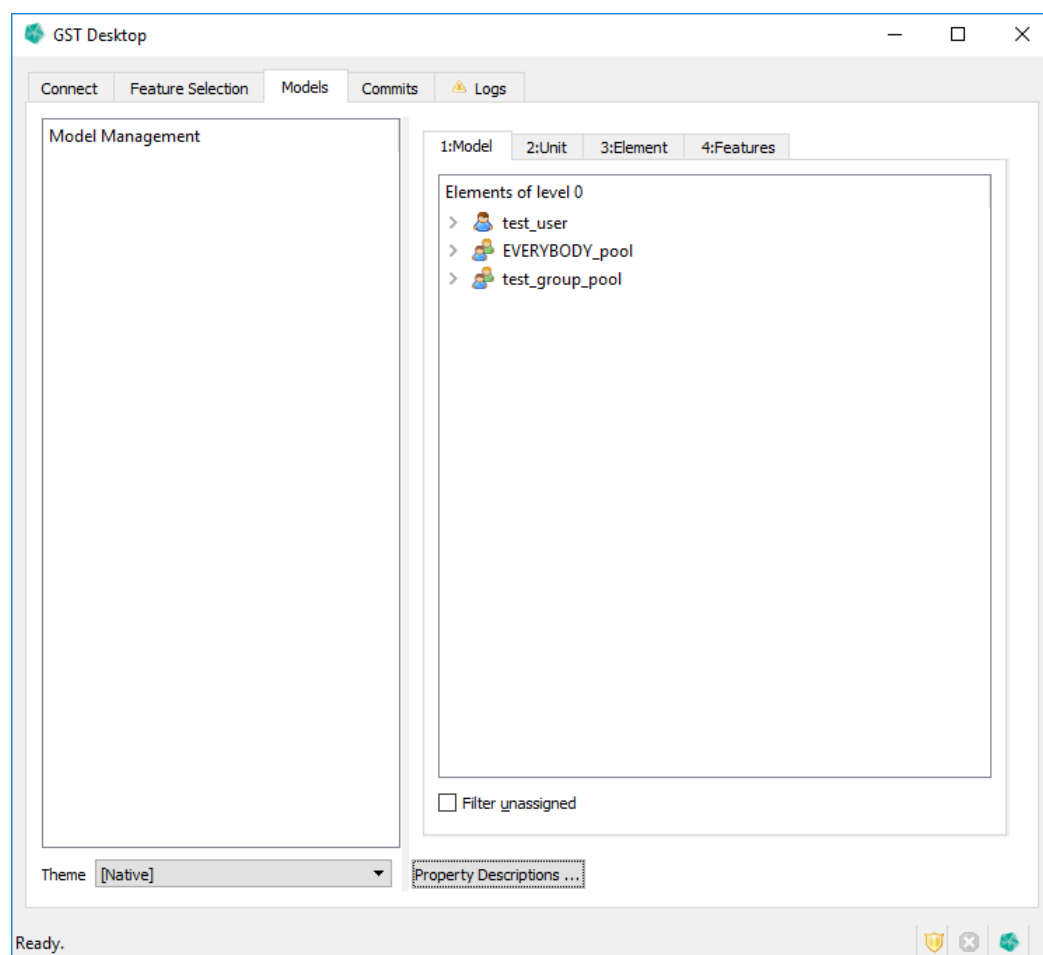 GST Desktop
Connect Feature Selection Models Commits Logs
Model Management
1:Model 2:Unit 3:Element 4:Features
Elements of level 0
test_user
EVERYBODY_pool
test_group_pool
Filter unassigned
Theme [Native] Property Descriptions ...
Ready.